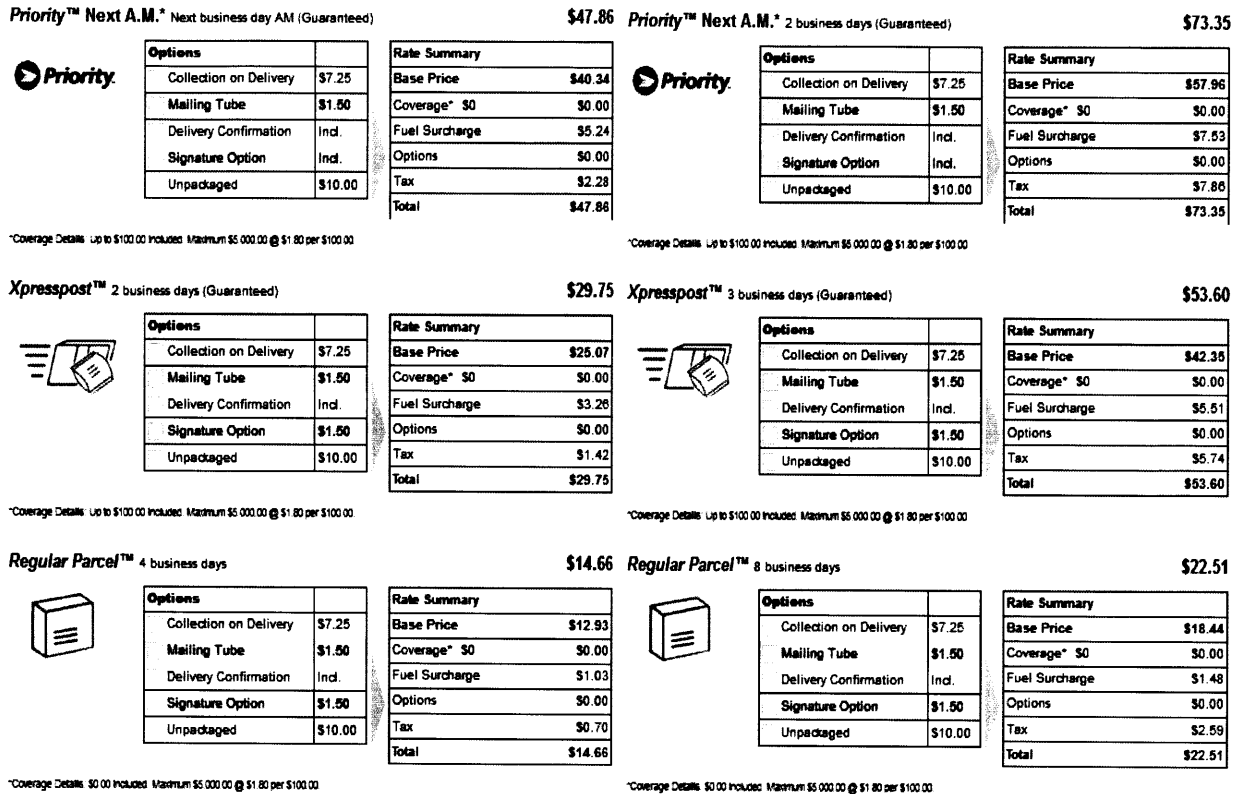 Priority™ Next A.M.* Next business day AM (Guaranteed) $47.86
Priority™
Options
Collection on Delivery $7.25
Mailing Tube $1.50
Delivery Confirmation Incl.
Signature Option Incl.
Unpackaged $10.00
Rate Summary
Base Price $40.34
Coverage* $0 $0.00
Fuel Surcharge $5.24
Options $0.00
Tax $2.28
Total $47.86
*Coverage Details: Up to $100.00 included. Maximum $5 000.00 @ $1.80 per $100.00
Xpresspost™ 2 business days (Guaranteed) $29.75
Options
Collection on Delivery $7.25
Mailing Tube $1.50
Delivery Confirmation Incl.
Signature Option $1.50
Unpackaged $10.00
Rate Summary
Base Price $25.07
Coverage* $0 $0.00
Fuel Surcharge $3.26
Options $0.00
Tax $1.42
Total $29.75
*Coverage Details: Up to $100.00 included. Maximum $5 000.00 @ $1.80 per $100.00
Regular Parcel™ 4 business days $14.66
Options
Collection on Delivery $7.25
Mailing Tube $1.50
Delivery Confirmation Incl.
Signature Option $1.50
Unpackaged $10.00
Rate Summary
Base Price $12.93
Coverage* $0 $0.00
Fuel Surcharge $1.03
Options $0.00
Tax $0.70
Total $14.66
*Coverage Details: $0.00 included. Maximum $5 000.00 @ $1.80 per $100.00
Priority™ Next A.M.* 2 business days (Guaranteed) $73.35
Priority™
Options
Collection on Delivery $7.25
Mailing Tube $1.50
Delivery Confirmation Incl.
Signature Option Incl.
Unpackaged $10.00
Rate Summary
Base Price $57.96
Coverage* $0 $0.00
Fuel Surcharge $7.53
Options $0.00
Tax $7.86
Total $73.35
*Coverage Details: Up to $100.00 included. Maximum $5 000.00 @ $1.80 per $100.00
Xpresspost™ 3 business days (Guaranteed) $53.60
Options
Collection on Delivery $7.25
Mailing Tube $1.50
Delivery Confirmation Incl.
Signature Option $1.50
Unpackaged $10.00
Rate Summary
Base Price $42.35
Coverage* $0 $0.00
Fuel Surcharge $5.51
Options $0.00
Tax $5.74
Total $53.60
*Coverage Details: Up to $100.00 included. Maximum $5 000.00 @ $1.80 per $100.00
Regular Parcel™ 8 business days $22.51
Options
Collection on Delivery $7.25
Mailing Tube $1.50
Delivery Confirmation Incl.
Signature Option $1.50
Unpackaged $10.00
Rate Summary
Base Price $18.44
Coverage* $0 $0.00
Fuel Surcharge $1.48
Options $0.00
Tax $2.59
Total $22.51
*Coverage Details: $0.00 included. Maximum $5 000.00 @ $1.80 per $100.00